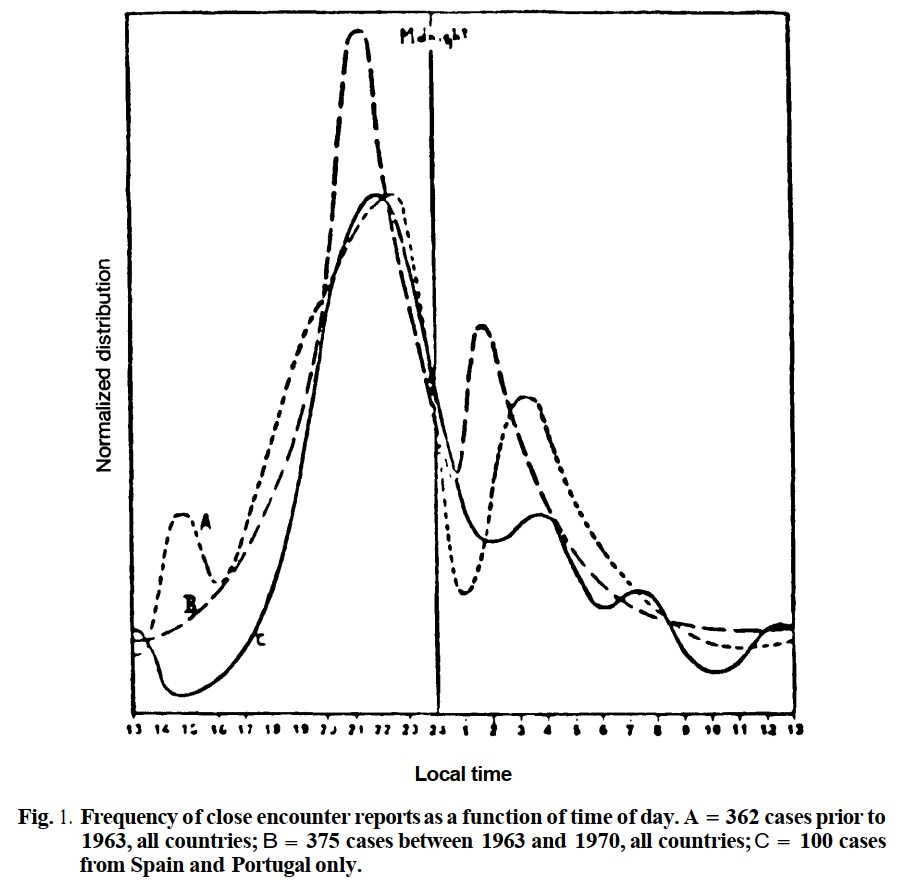 Mdnight
A
B
C
Normalized distribution
13 14 15 16 17 18 19 20 21 22 23 24 1 2 3 4 5 6 7 8 9 10 11 12 13
Local time
Fig. 1. Frequency of close encounter reports as a function of time of day. A = 362 cases prior to
1963, all countries; B = 375 cases between 1963 and 1970, all countries; C = 100 cases
from Spain and Portugal only.